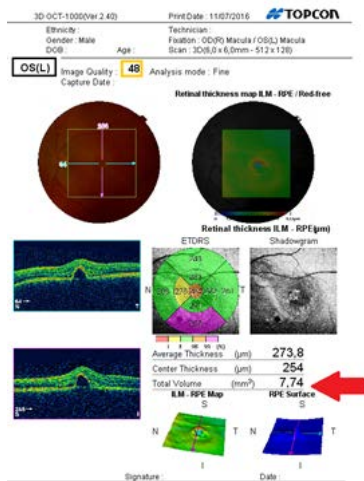 3D OCT-1000(Ver.2.40) Print Date : 11/07/2016 TOPCON
Ethnicity : Technician :
Gender : Male Fixation : OD(R) Macula / OS(L) Macula
DOB : Age : Scan : 3D(6,0 x 6,0mm - 512 x 128)
OS(L) Image Quality : 48 Analysis mode : Fine
Capture Date :
Retinal thickness map ILM - RPE / Red-free
Retinal thickness ILM - RPE(µm)
ETDRS Shadowgram
N T
Average Thickness (µm) 273,8
Center Thickness (µm) 254
Total Volume (mm³) 7,74
ILM - RPE Map RPE Surface
S S
N T N T
I I
Signature : Date :